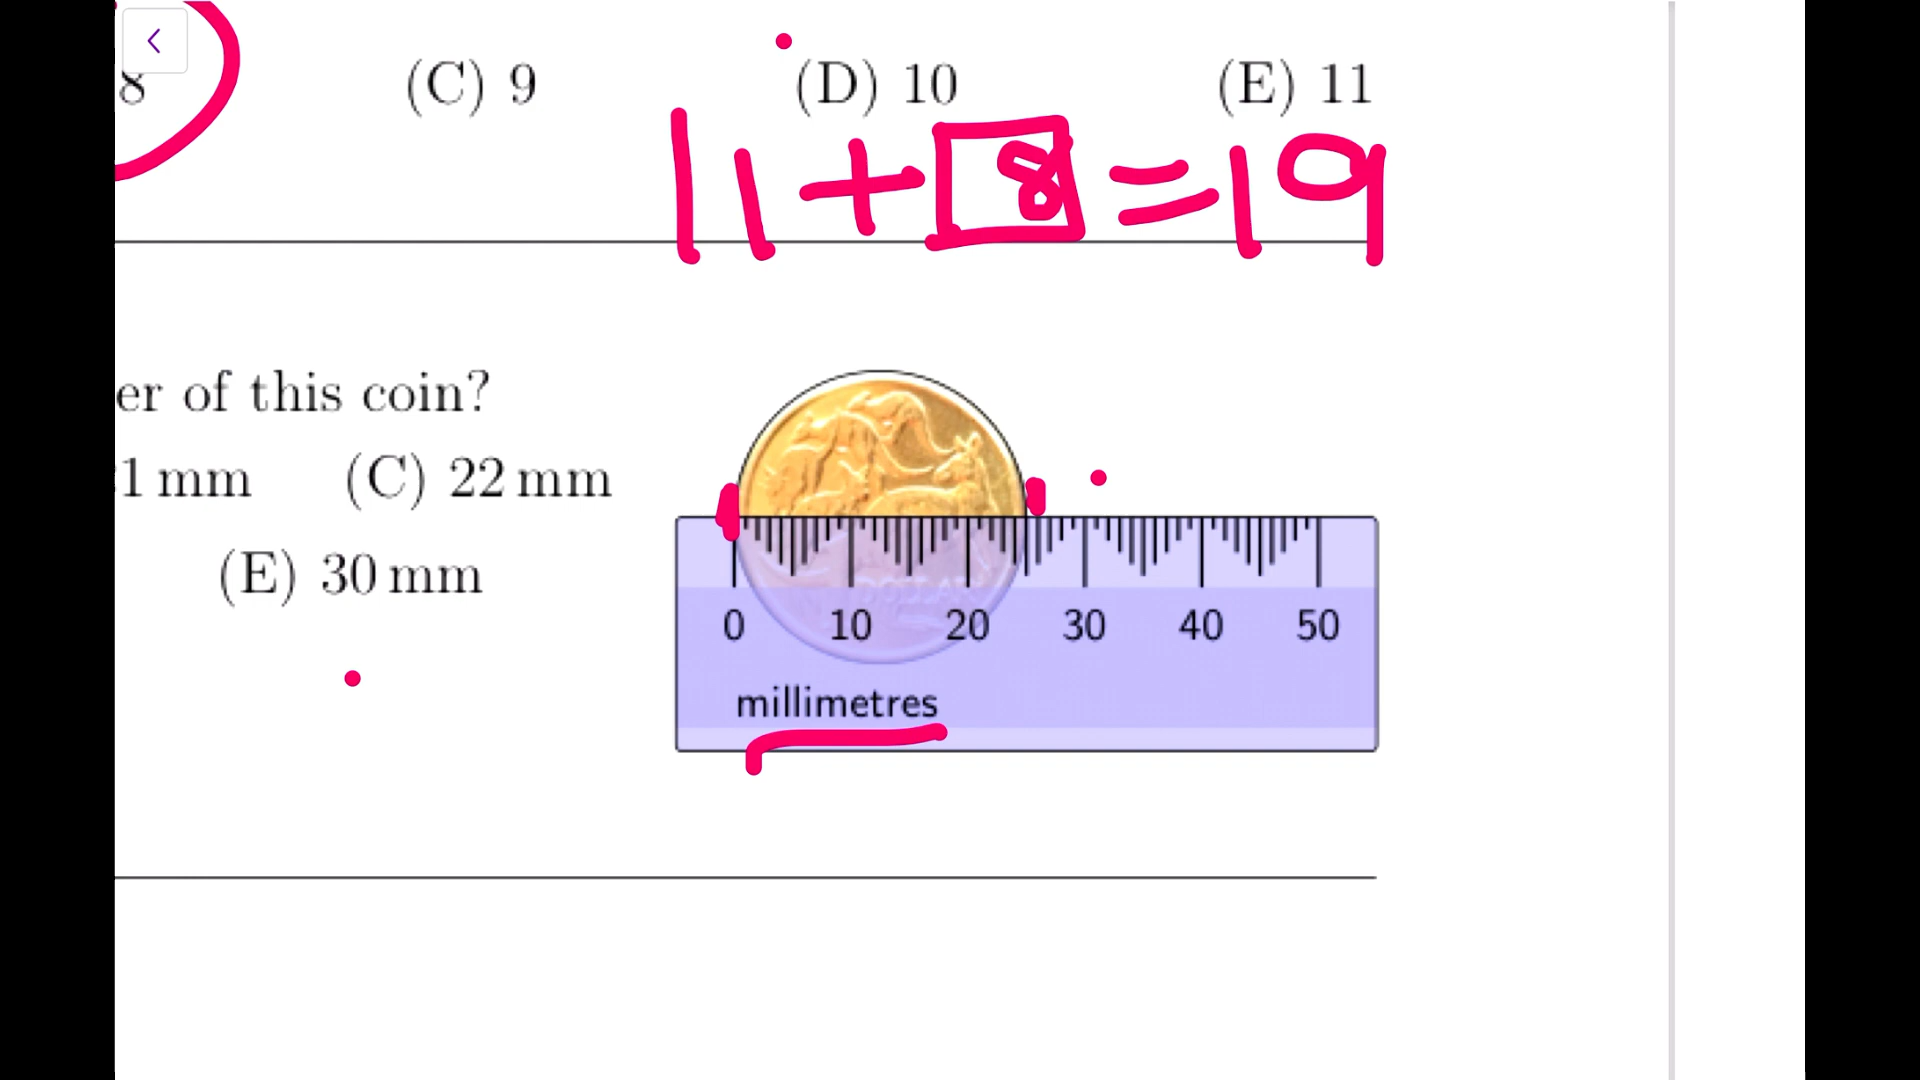 8 (C) 9 (D) 10 (E) 11
11 + 8 = 19
er of this coin?
1 mm (C) 22 mm
(E) 30 mm
DOLLAR
0 10 20 30 40 50
millimetres